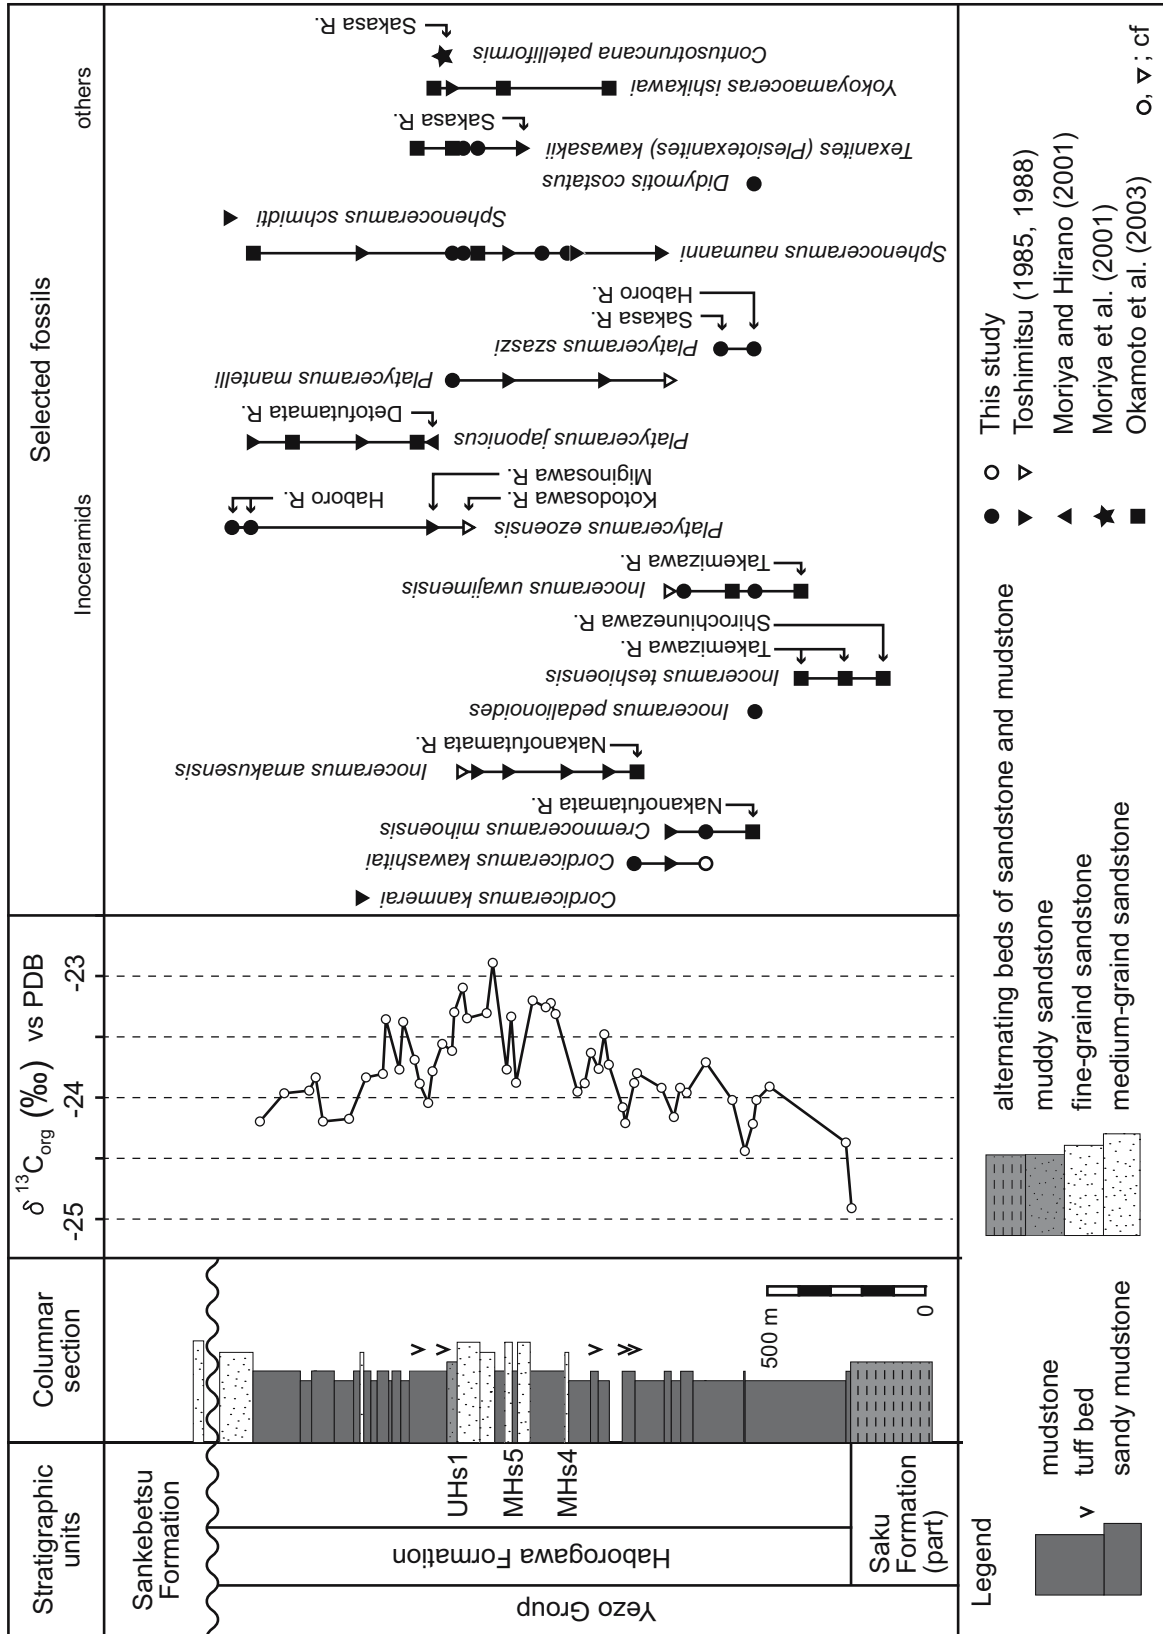 Stratigraphic
units
Columnar
section
δ 13Corg (‰) vs PDB
-25
-24
-23
Selected fossils
Inoceramids
others
Sankebetsu
Formation
Yezo Group
Haborogawa Formation
Saku
Formation
(part)
UHs1
MHs5
MHs4
500 m
0
Cordiceramus kanmerai
Cordiceramus kawashitai
Cremnoceramus mihoensis
Nakanofutamata R.
Inoceramus amakusensis
Nakanofutamata R.
Inoceramus pedalionoides
Inoceramus teshioensis
Takemizawa R.
Shirochiunezawa R.
Inoceramus uwajimensis
Takemizawa R.
Platyceramus ezoensis
Haboro R.
Kotodosawa R.
Miginosawa R.
Platyceramus japonicus
Detofutamata R.
Platyceramus mantelli
Platyceramus szaszi
Sakasa R.
Haboro R.
Sphenoceramus naumanni
Sphenoceramus schmidti
Didymotis costatus
Texanites (Plesiotexanites) kawasakii
Sakasa R.
Yokoyamaoceras ishikawai
Contusotruncana patelliformis
Sakasa R.
Legend
mudstone
tuff bed
sandy mudstone
alternating beds of sandstone and mudstone
muddy sandstone
fine-graind sandstone
medium-graind sandstone
This study
Toshimitsu (1985, 1988)
Moriya and Hirano (2001)
Moriya et al. (2001)
Okamoto et al. (2003)
; cf